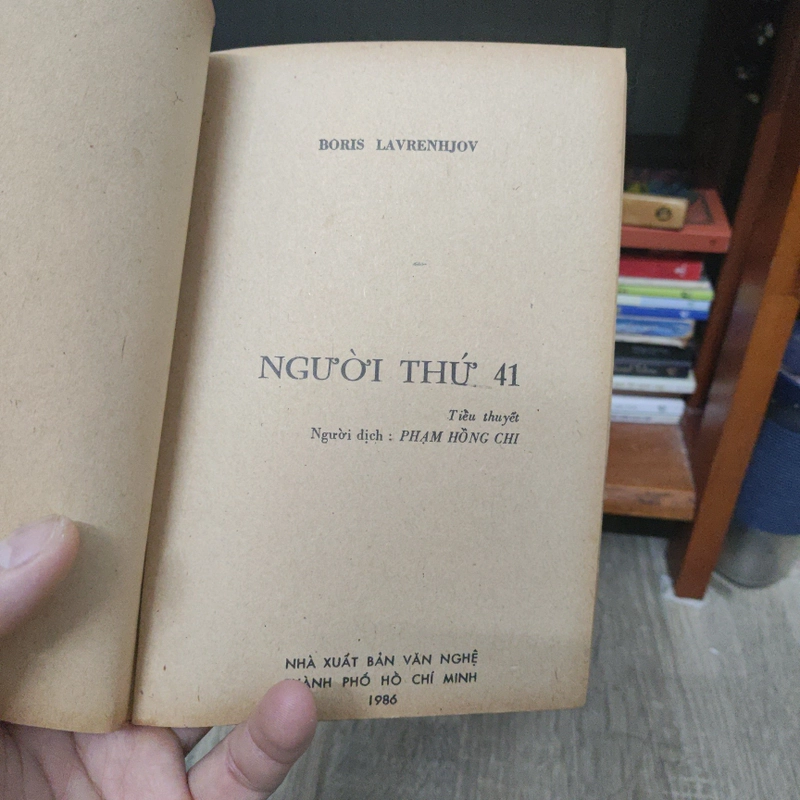 BORIS LAVRENHJOV
NGƯỜI THỨ 41
Tiểu thuyết
Người dịch : PHẠM HỒNG CHI
NHÀ XUẤT BẢN VĂN NGHỆ
THÀNH PHỐ HỒ CHÍ MINH
1986